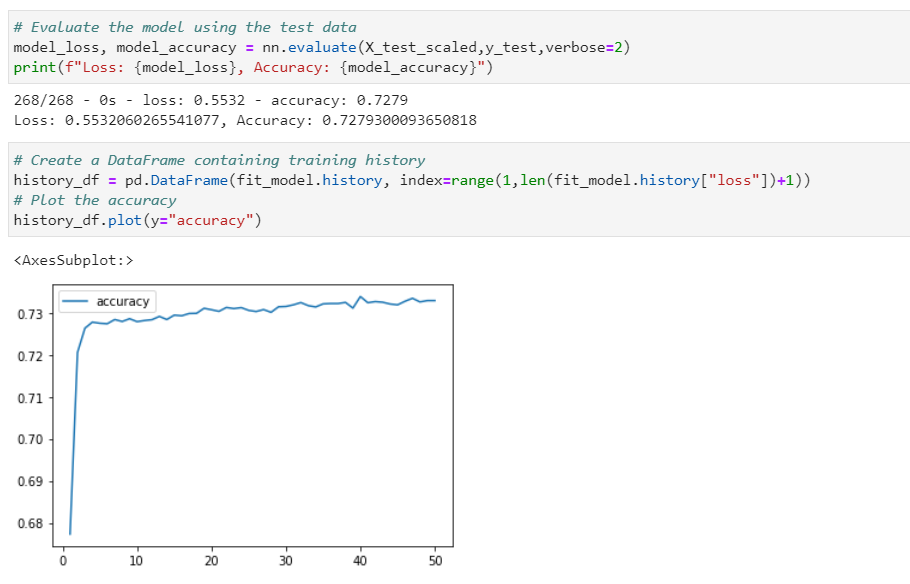 # Evaluate the model using the test data
model_loss, model_accuracy = nn.evaluate(X_test_scaled,y_test,verbose=2)
print(f"Loss: {model_loss}, Accuracy: {model_accuracy}")
268/268 - 0s - loss: 0.5532 - accuracy: 0.7279
Loss: 0.5532060265541077, Accuracy: 0.7279300093650818
# Create a DataFrame containing training history
history_df = pd.DataFrame(fit_model.history, index=range(1,len(fit_model.history["loss"])+1))
# Plot the accuracy
history_df.plot(y="accuracy")
<AxesSubplot:>
accuracy
0.73
0.72
0.71
0.70
0.69
0.68
0 10 20 30 40 50